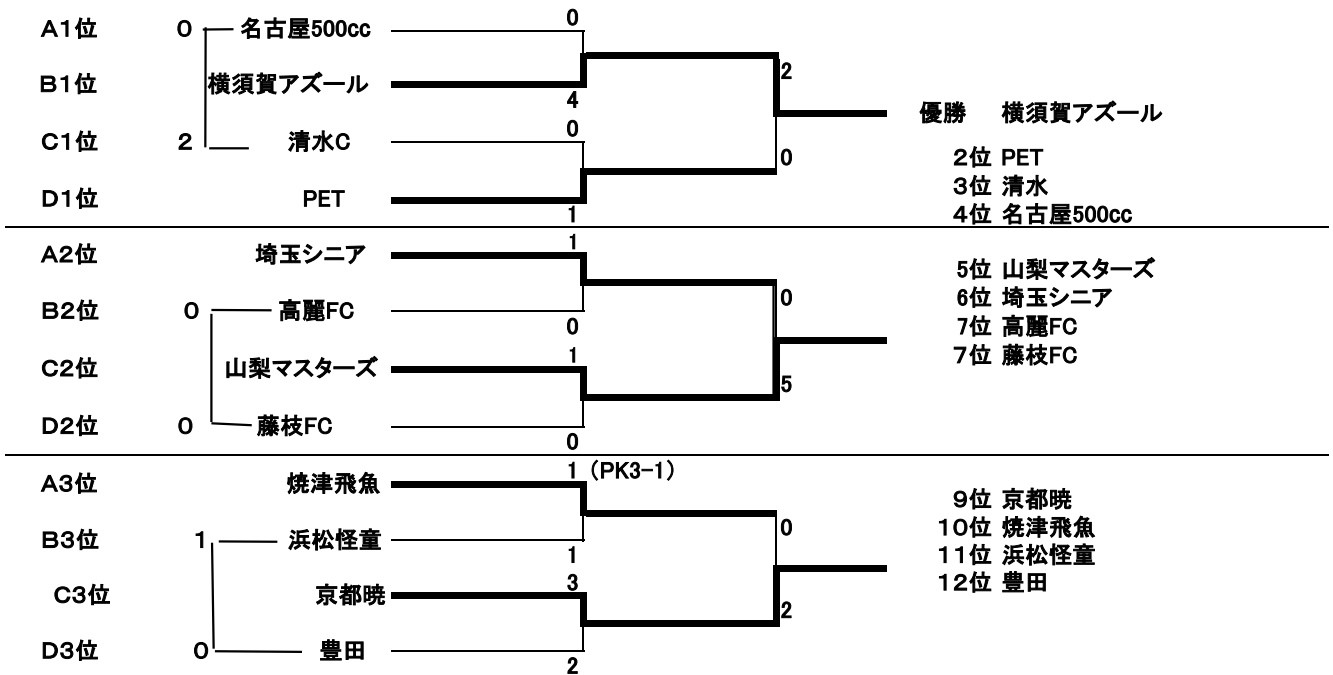 0
A1位 0 名古屋500cc
B1位 横須賀アズール 2
4 優勝 横須賀アズール
0
C1位 2 清水C 0
2位 PET
3位 清水
D1位 PET
1 4位 名古屋500cc
1
A2位 埼玉シニア
5位 山梨マスターズ
B2位 0 高麗FC 0 6位 埼玉シニア
0 7位 高麗FC
1 7位 藤枝FC
C2位 山梨マスターズ 5
D2位 0 藤枝FC
0
1 (PK3-1)
A3位 焼津飛魚
9位 京都暁
B3位 1 浜松怪童 0 10位 焼津飛魚
1 11位 浜松怪童
3 12位 豊田
C3位 京都暁 2
D3位 0 豊田
2